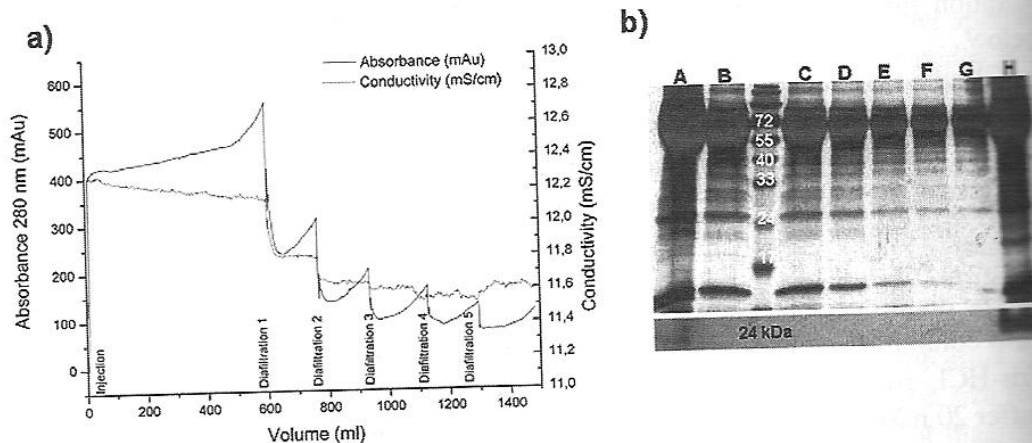 a)
Absorbance (mAu)
Conductivity (mS/cm)
Absorbance 280 nm (mAu)
600
500
400
300
200
100
0
13,0
12,8
12,6
12,4
12,2
12,0
11,8
11,6
11,4
11,2
11,0
Conductivity (mS/cm)
Injection
Diafiltration 1
Diafiltration 2
Diafiltration 3
Diafiltration 4
Diafiltration 5
0 200 400 600 800 1000 1200 1400
Volume (ml)
b)
A B C D E F G H
72
55
40
33
24
24 kDa